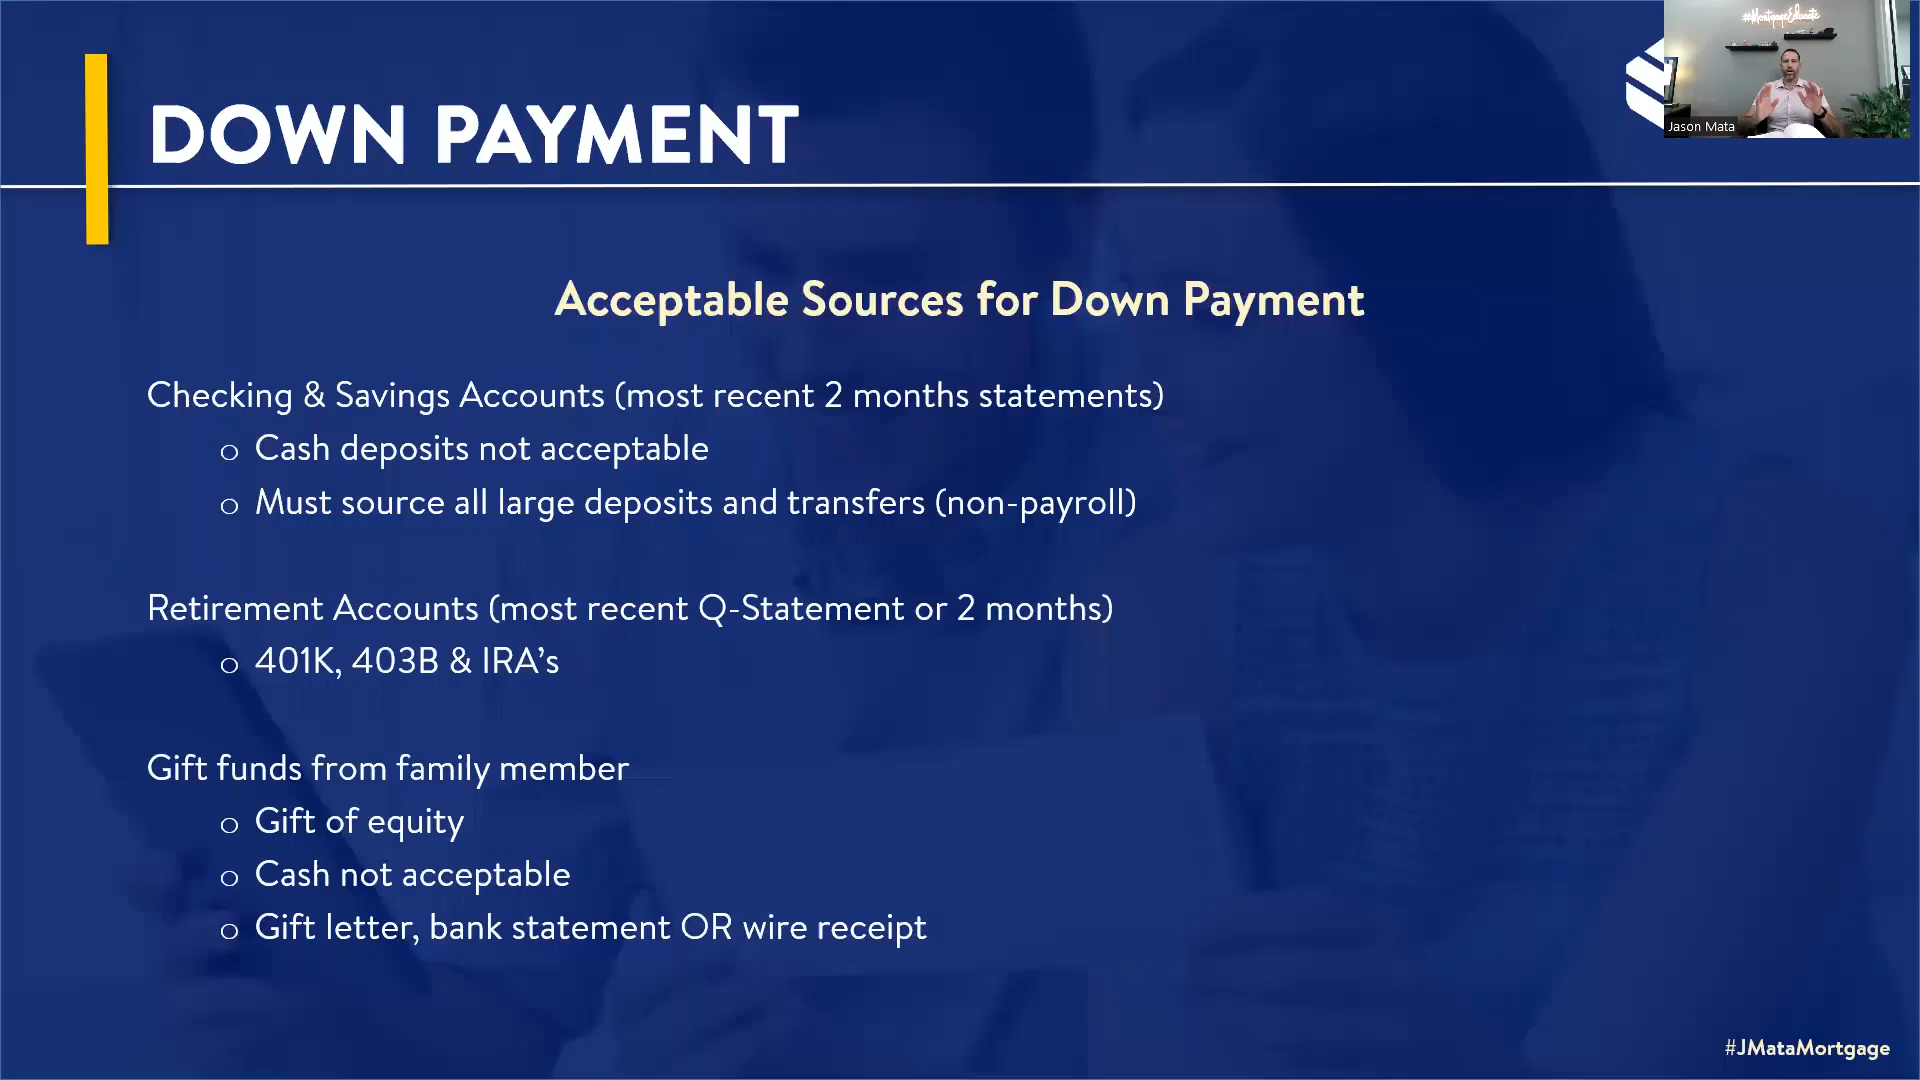 #MortgageEducate
Jason Mata
DOWN PAYMENT
Acceptable Sources for Down Payment
Checking & Savings Accounts (most recent 2 months statements)
o Cash deposits not acceptable
o Must source all large deposits and transfers (non-payroll)
Retirement Accounts (most recent Q-Statement or 2 months)
o 401K, 403B & IRA's
Gift funds from family member
o Gift of equity
o Cash not acceptable
o Gift letter, bank statement OR wire receipt
#JMataMortgage